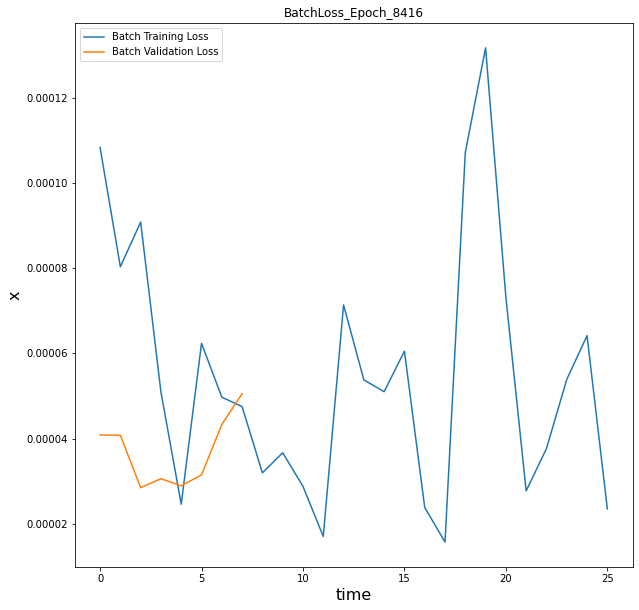 BatchLoss_Epoch_8416
Batch Training Loss
Batch Validation Loss
0.00012
0.00010
0.00008
0.00006
0.00004
0.00002
x
0 5 10 15 20 25
time